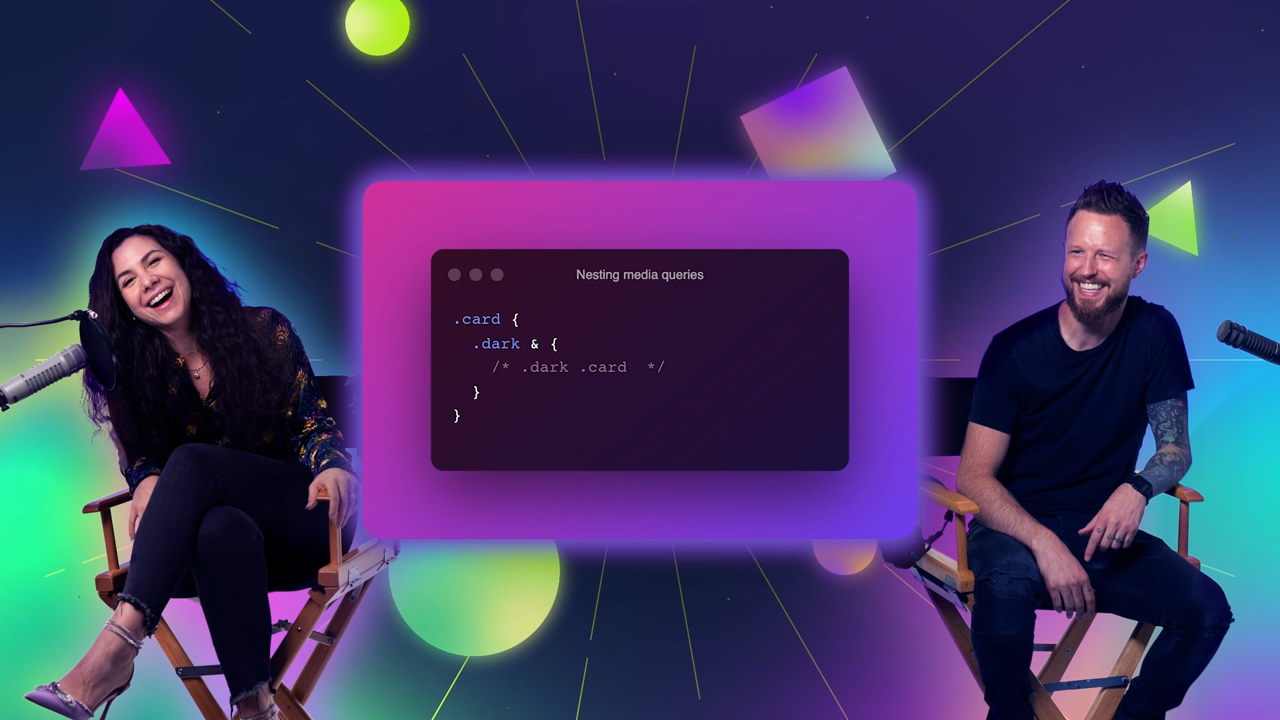 Nesting media queries
.card {
  .dark & {
    /* .dark .card  */
  }
}